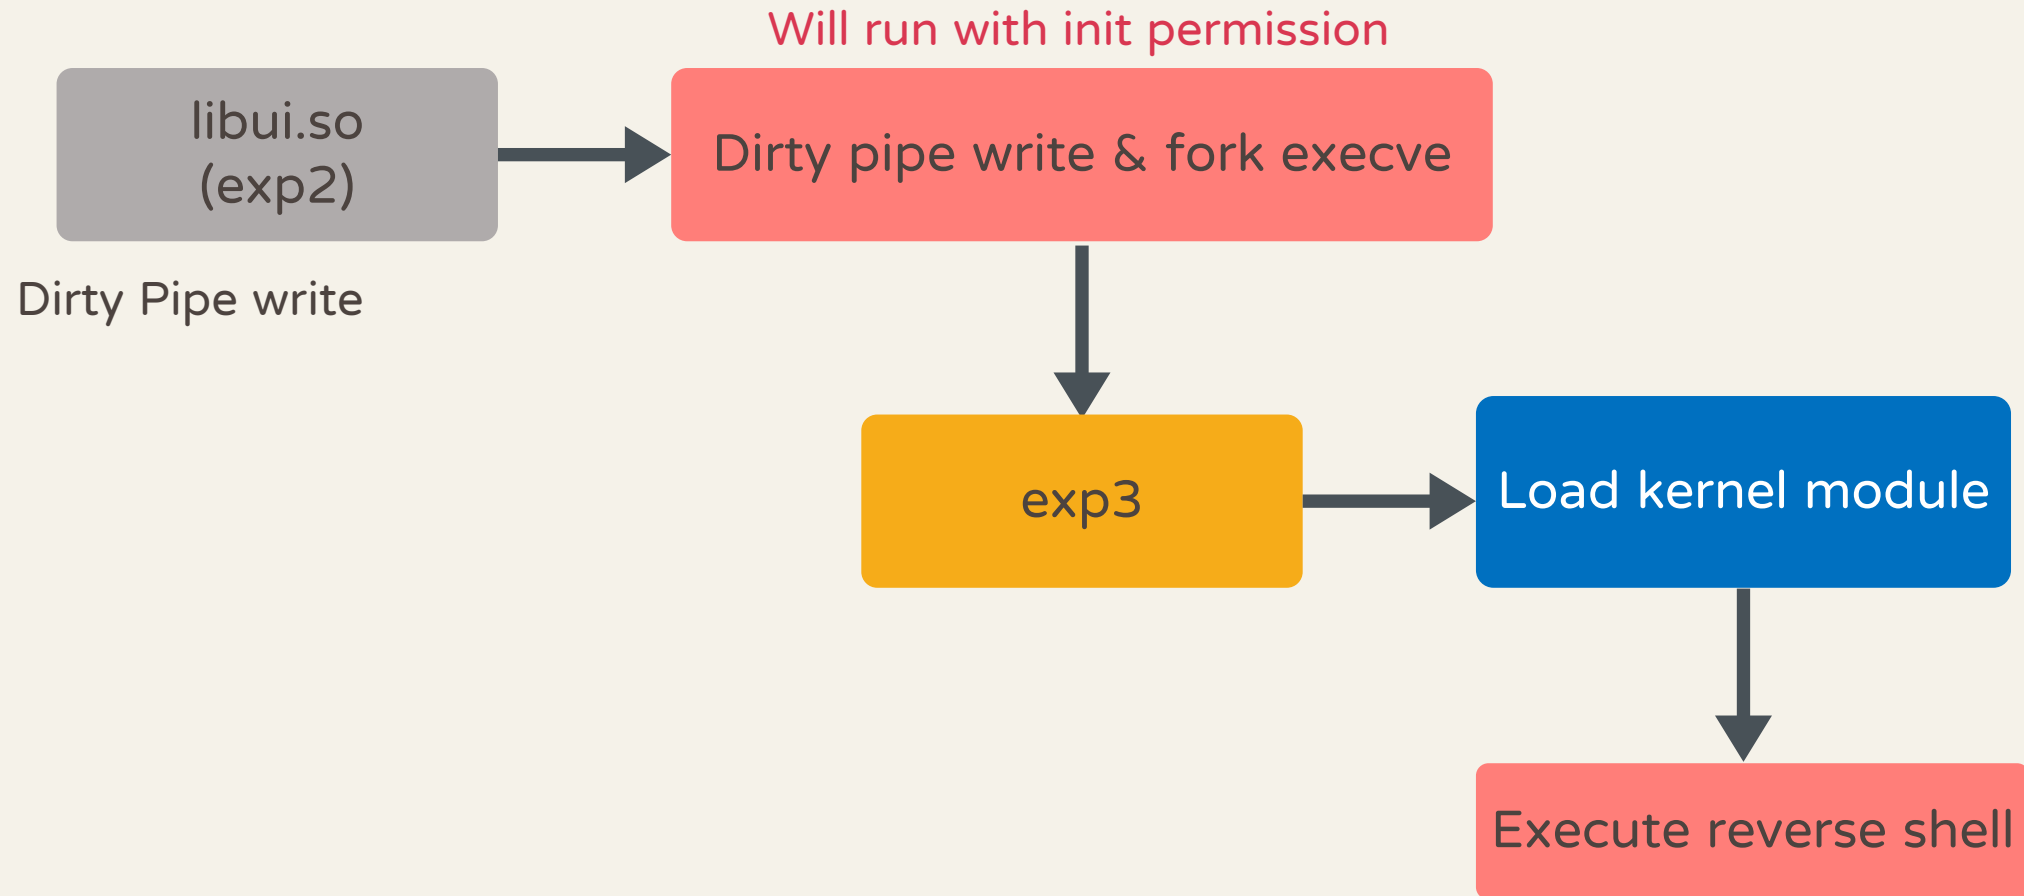 Will run with init permission
libui.so
(exp2)
Dirty pipe write & fork execve
Dirty Pipe write
exp3
Load kernel module
Execute reverse shell